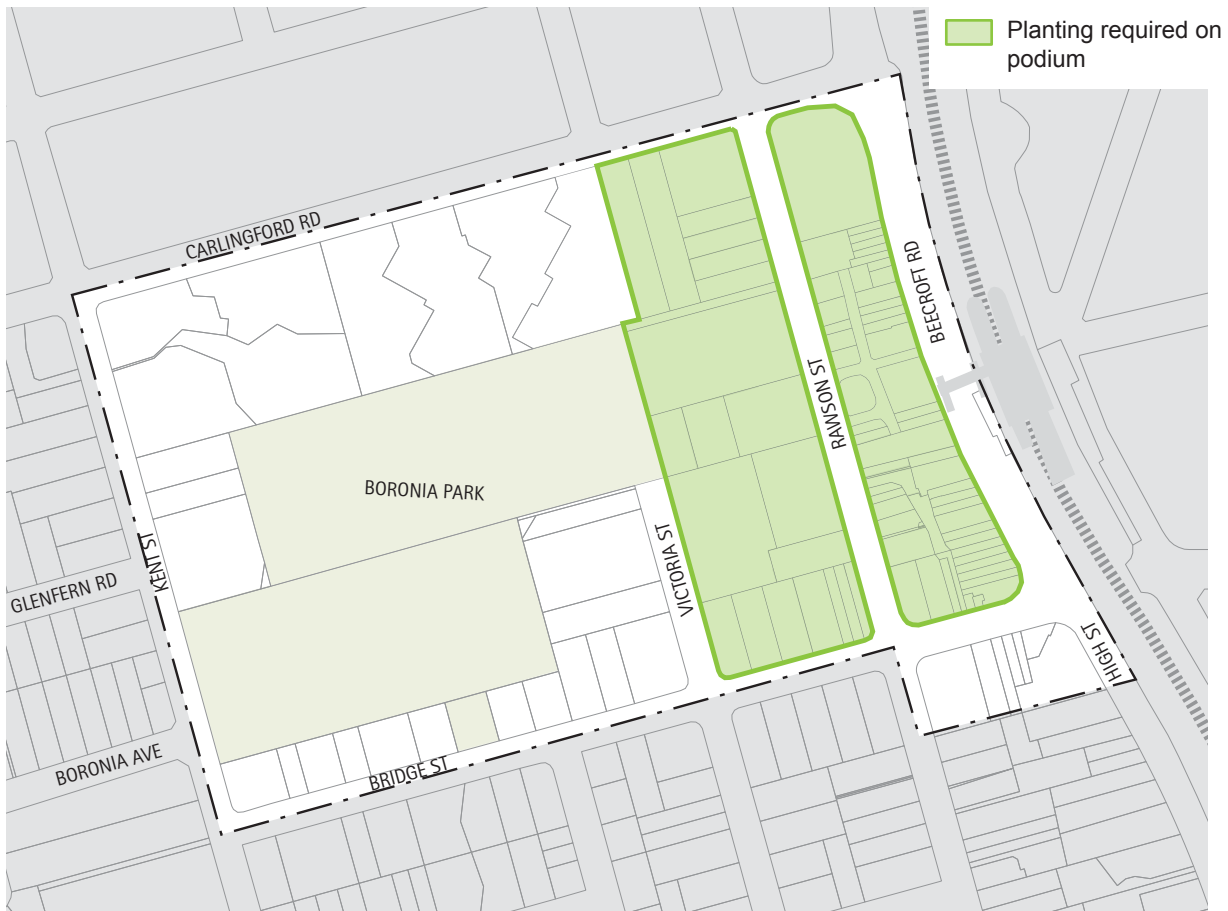 Planting required on
podium
CARLINGFORD RD
BEECROFT RD
RAWSON ST
BORONIA PARK
VICTORIA ST
KENT ST
GLENFERN RD
HIGH ST
BORONIA AVE
BRIDGE ST